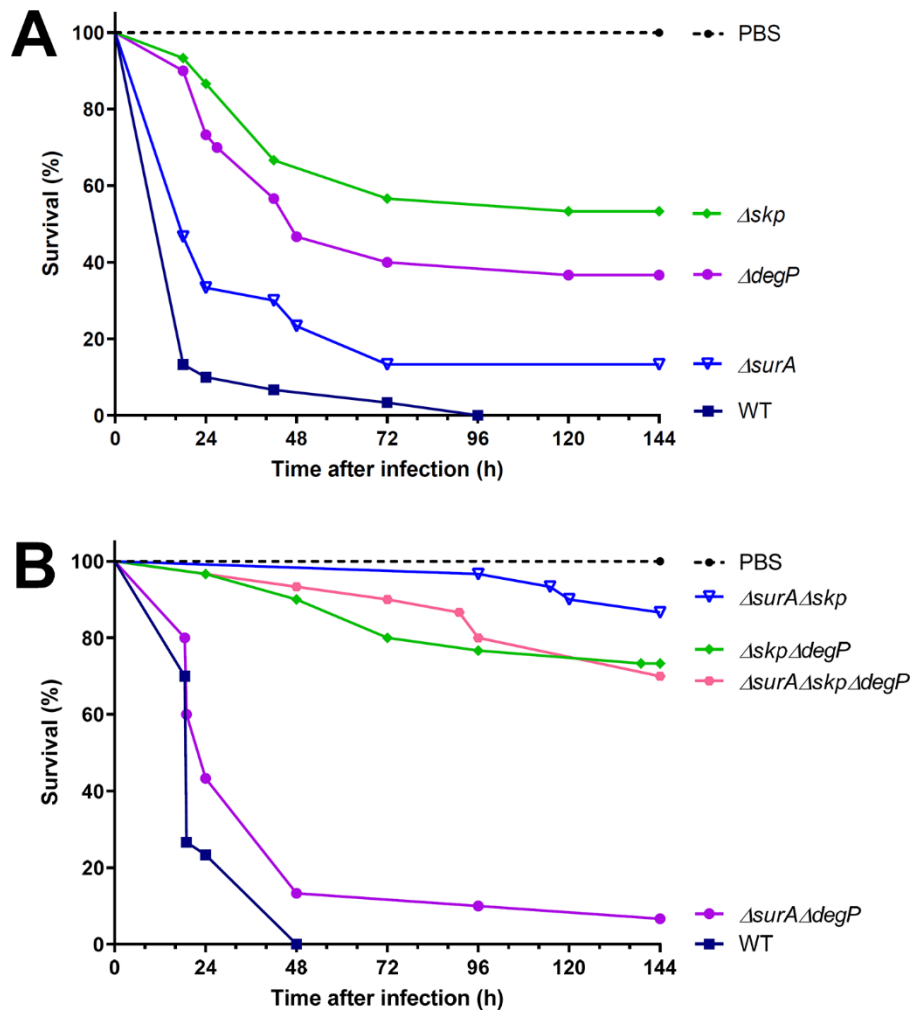 A
100
80
60
40
20
0
Survival (%)
0 24 48 72 96 120 144
Time after infection (h)
PBS
Δskp
ΔdegP
ΔsurA
WT
B
100
80
60
40
20
0
Survival (%)
0 24 48 72 96 120 144
Time after infection (h)
PBS
ΔsurAΔskp
ΔskpΔdegP
ΔsurAΔskpΔdegP
ΔsurAΔdegP
WT